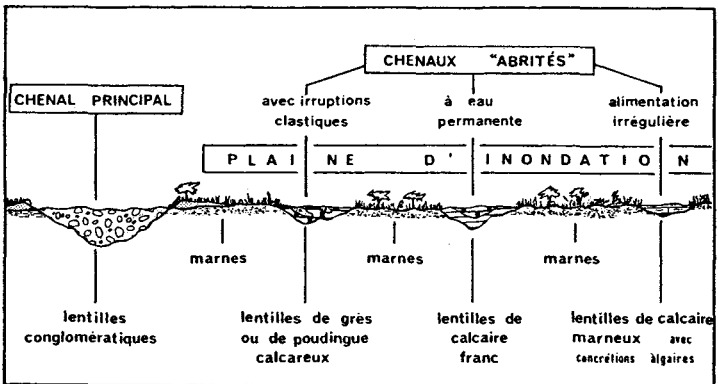 CHENAUX "ABRITÉS"
CHENAL PRINCIPAL
avec irruptions
clastiques
à eau
permanente
alimentation
irrégulière
PLAINE D' INONDATION
marnes
marnes
marnes
lentilles
conglomératiques
lentilles de grès
ou de poudingue
calcareux
lentilles de
calcaire
franc
lentilles de calcaire
marneux avec
concrétions algaires